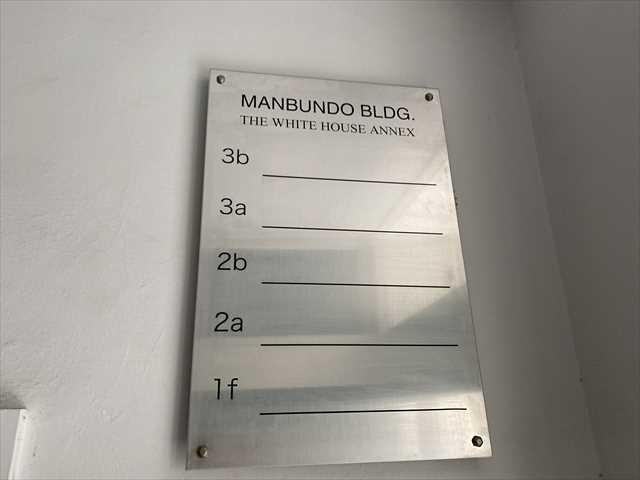 MANBUNDO BLDG.
THE WHITE HOUSE ANNEX
3b
3a
2b
2a
1f